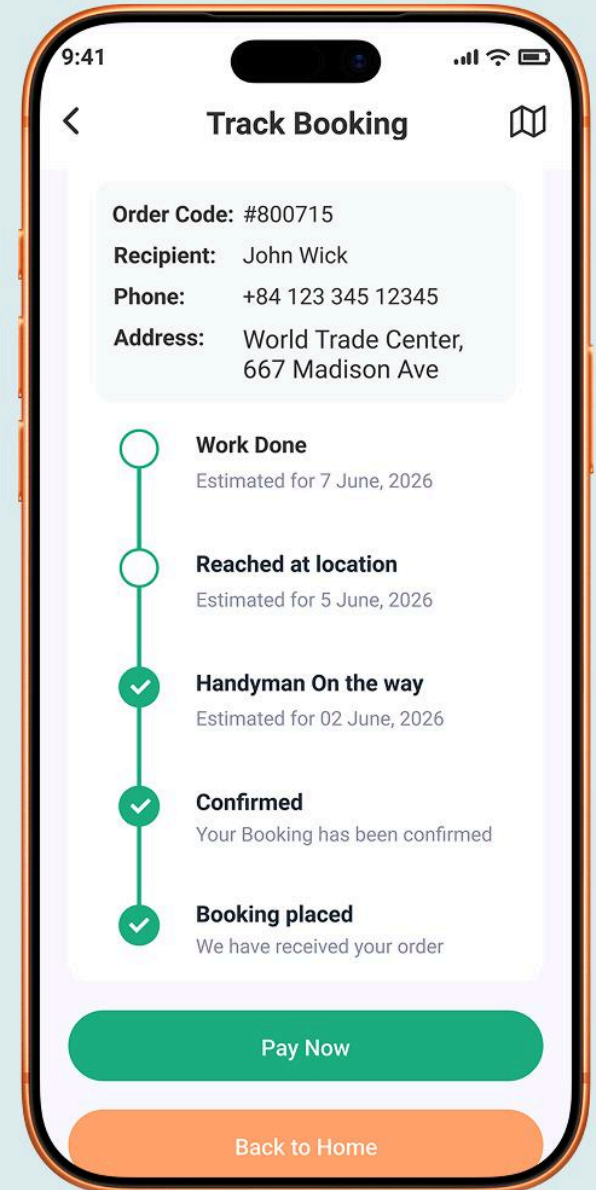 9:41
Track Booking
Order Code: #800715
Recipient: John Wick
Phone: +84 123 345 12345
Address: World Trade Center,
667 Madison Ave
Work Done
Estimated for 7 June, 2026
Reached at location
Estimated for 5 June, 2026
Handyman On the way
Estimated for 02 June, 2026
Confirmed
Your Booking has been confirmed
Booking placed
We have received your order
Pay Now
Back to Home